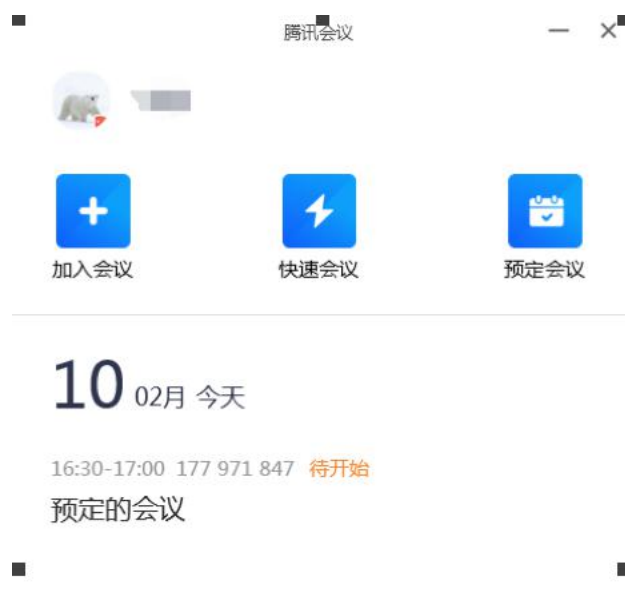 腾讯会议
加入会议 快速会议 预定会议
10 02月 今天
16:30-17:00 177 971 847 待开始
预定的会议